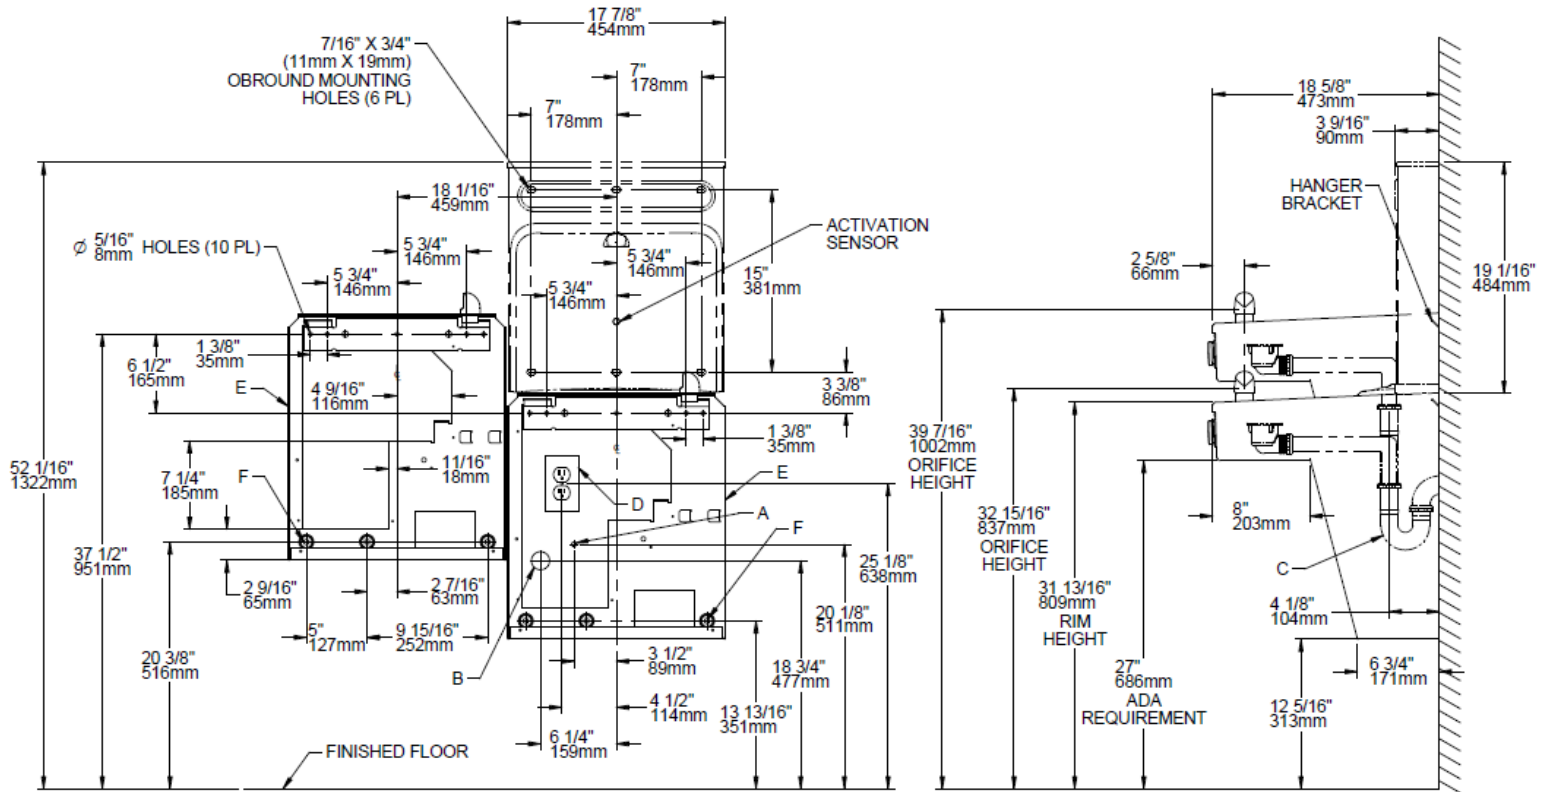 17 7/8"
454mm
7/16" X 3/4"
(11mm X 19mm)
OBROUND MOUNTING
HOLES (6 PL)
7"
178mm
7"
178mm
18 1/16"
459mm
ACTIVATION
SENSOR
Ø 5/16" HOLES (10 PL)
8mm
5 3/4"
146mm
5 3/4"
146mm
5 3/4"
146mm
5 3/4"
146mm
15"
381mm
1 3/8"
35mm
6 1/2"
165mm
E
4 9/16"
116mm
3 3/8"
86mm
1 3/8"
35mm
52 1/16"
1322mm
7 1/4"
185mm
F
11/16"
18mm
D
E
A
F
37 1/2"
951mm
25 1/8"
638mm
2 9/16"
65mm
2 7/16"
63mm
5"
127mm
9 15/16"
252mm
20 1/8"
511mm
20 3/8"
516mm
B
3 1/2"
89mm
18 3/4"
477mm
4 1/2"
114mm
13 13/16"
351mm
6 1/4"
159mm
FINISHED FLOOR
18 5/8"
473mm
3 9/16"
90mm
HANGER
BRACKET
2 5/8"
66mm
19 1/16"
484mm
39 7/16"
1002mm
ORIFICE
HEIGHT
32 15/16"
837mm
ORIFICE
HEIGHT
8"
203mm
C
31 13/16"
809mm
RIM
HEIGHT
4 1/8"
104mm
27"
686mm
ADA
REQUIREMENT
6 3/4"
171mm
12 5/16"
313mm